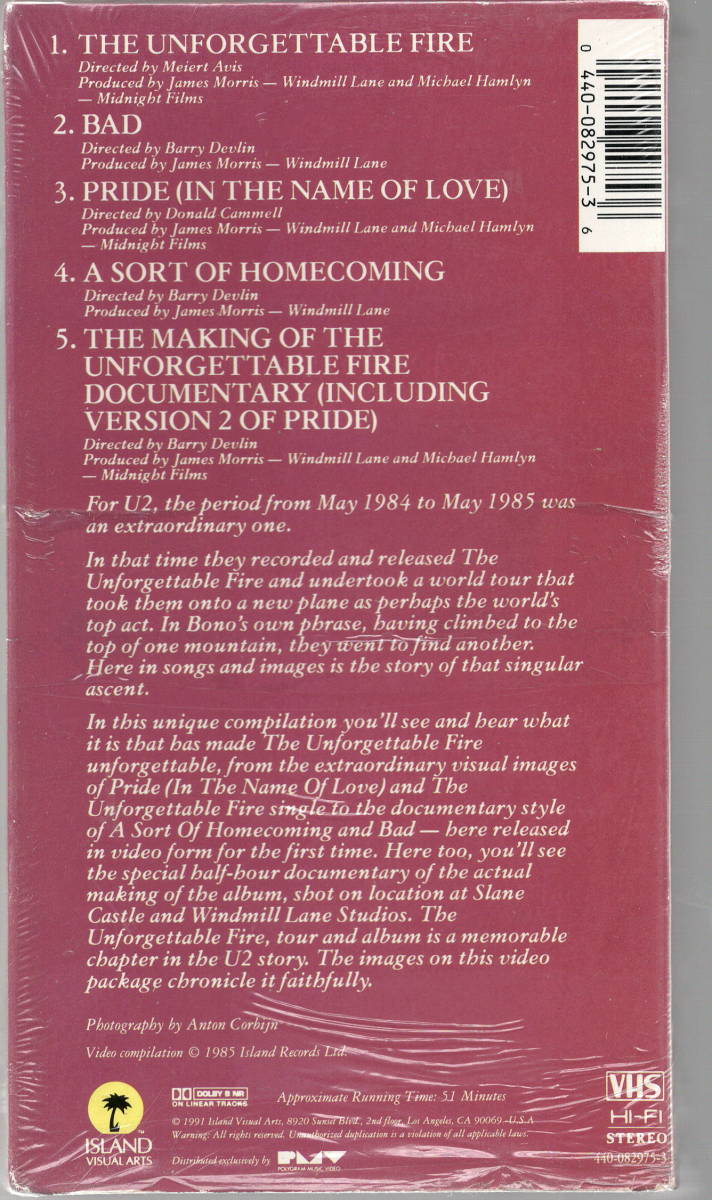 1. THE UNFORGETTABLE FIRE
Directed by Meiert Avis
Produced by James Morris — Windmill Lane and Michael Hamlyn
— Midnight Films
2. BAD
Directed by Barry Devlin
Produced by James Morris — Windmill Lane
3. PRIDE (IN THE NAME OF LOVE)
Directed by Donald Cammell
Produced by James Morris — Windmill Lane and Michael Hamlyn
— Midnight Films
4. A SORT OF HOMECOMING
Directed by Barry Devlin
Produced by James Morris — Windmill Lane
5. THE MAKING OF THE
UNFORGETTABLE FIRE
DOCUMENTARY (INCLUDING
VERSION 2 OF PRIDE)
Directed by Barry Devlin
Produced by James Morris — Windmill Lane and Michael Hamlyn
— Midnight Films
For U2, the period from May 1984 to May 1985 was
an extraordinary one.
In that time they recorded and released The
Unforgettable Fire and undertook a world tour that
took them onto a new plane as perhaps the world's
top act. In Bono's own phrase, having climbed to the
top of one mountain, they went to find another.
Here in songs and images is the story of that singular
ascent.
In this unique compilation you'll see and hear what
it is that has made The Unforgettable Fire
unforgettable, from the extraordinary visual images
of Pride (In The Name Of Love) and The
Unforgettable Fire single to the documentary style
of A Sort Of Homecoming and Bad — here released
in video form for the first time. Here too, you'll see
the special half-hour documentary of the actual
making of the album, shot on location at Slane
Castle and Windmill Lane Studios. The
Unforgettable Fire, tour and album is a memorable
chapter in the U2 story. The images on this video
package chronicle it faithfully.
Photography by Anton Corbijn
Video compilation © 1985 Island Records Ltd.
DOLBY B NR
ON LINEAR TRACKS
Approximate Running Time: 51 Minutes
© 1991 Island Visual Arts, 8920 Sunset Blvd., 2nd floor, Los Angeles, CA 90069-U.S.A
Warning: All rights reserved. Unauthorized duplication is a violation of all applicable laws.
Distributed exclusively by PMV
POLYGRAM MUSIC VIDEO
ISLAND
VISUAL ARTS
TM
VHS
HI-FI
STEREO
440-082975-3
0 440-082975-3 6